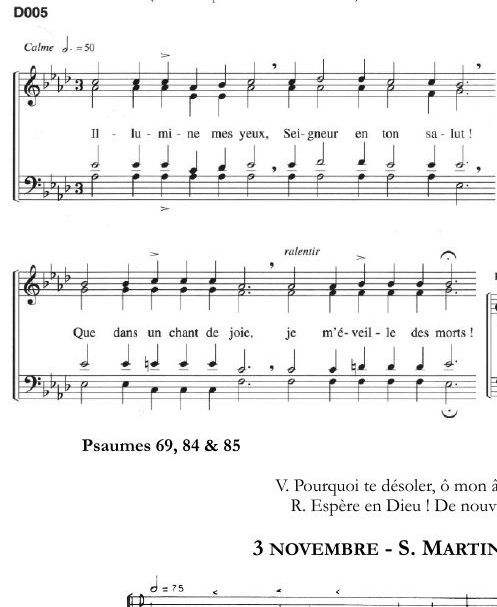 D005
Calme = 50
Il - lu - mi - ne mes yeux, Sei - gneur en ton sa - lut !
ralentir
Que dans un chant de joie, je m'é - veil - le des morts !
Psaumes 69, 84 & 85
V. Pourquoi te désoler, ô mon
R. Espère en Dieu ! De
3 NOVEMBRE - S. MARTIN
= 75